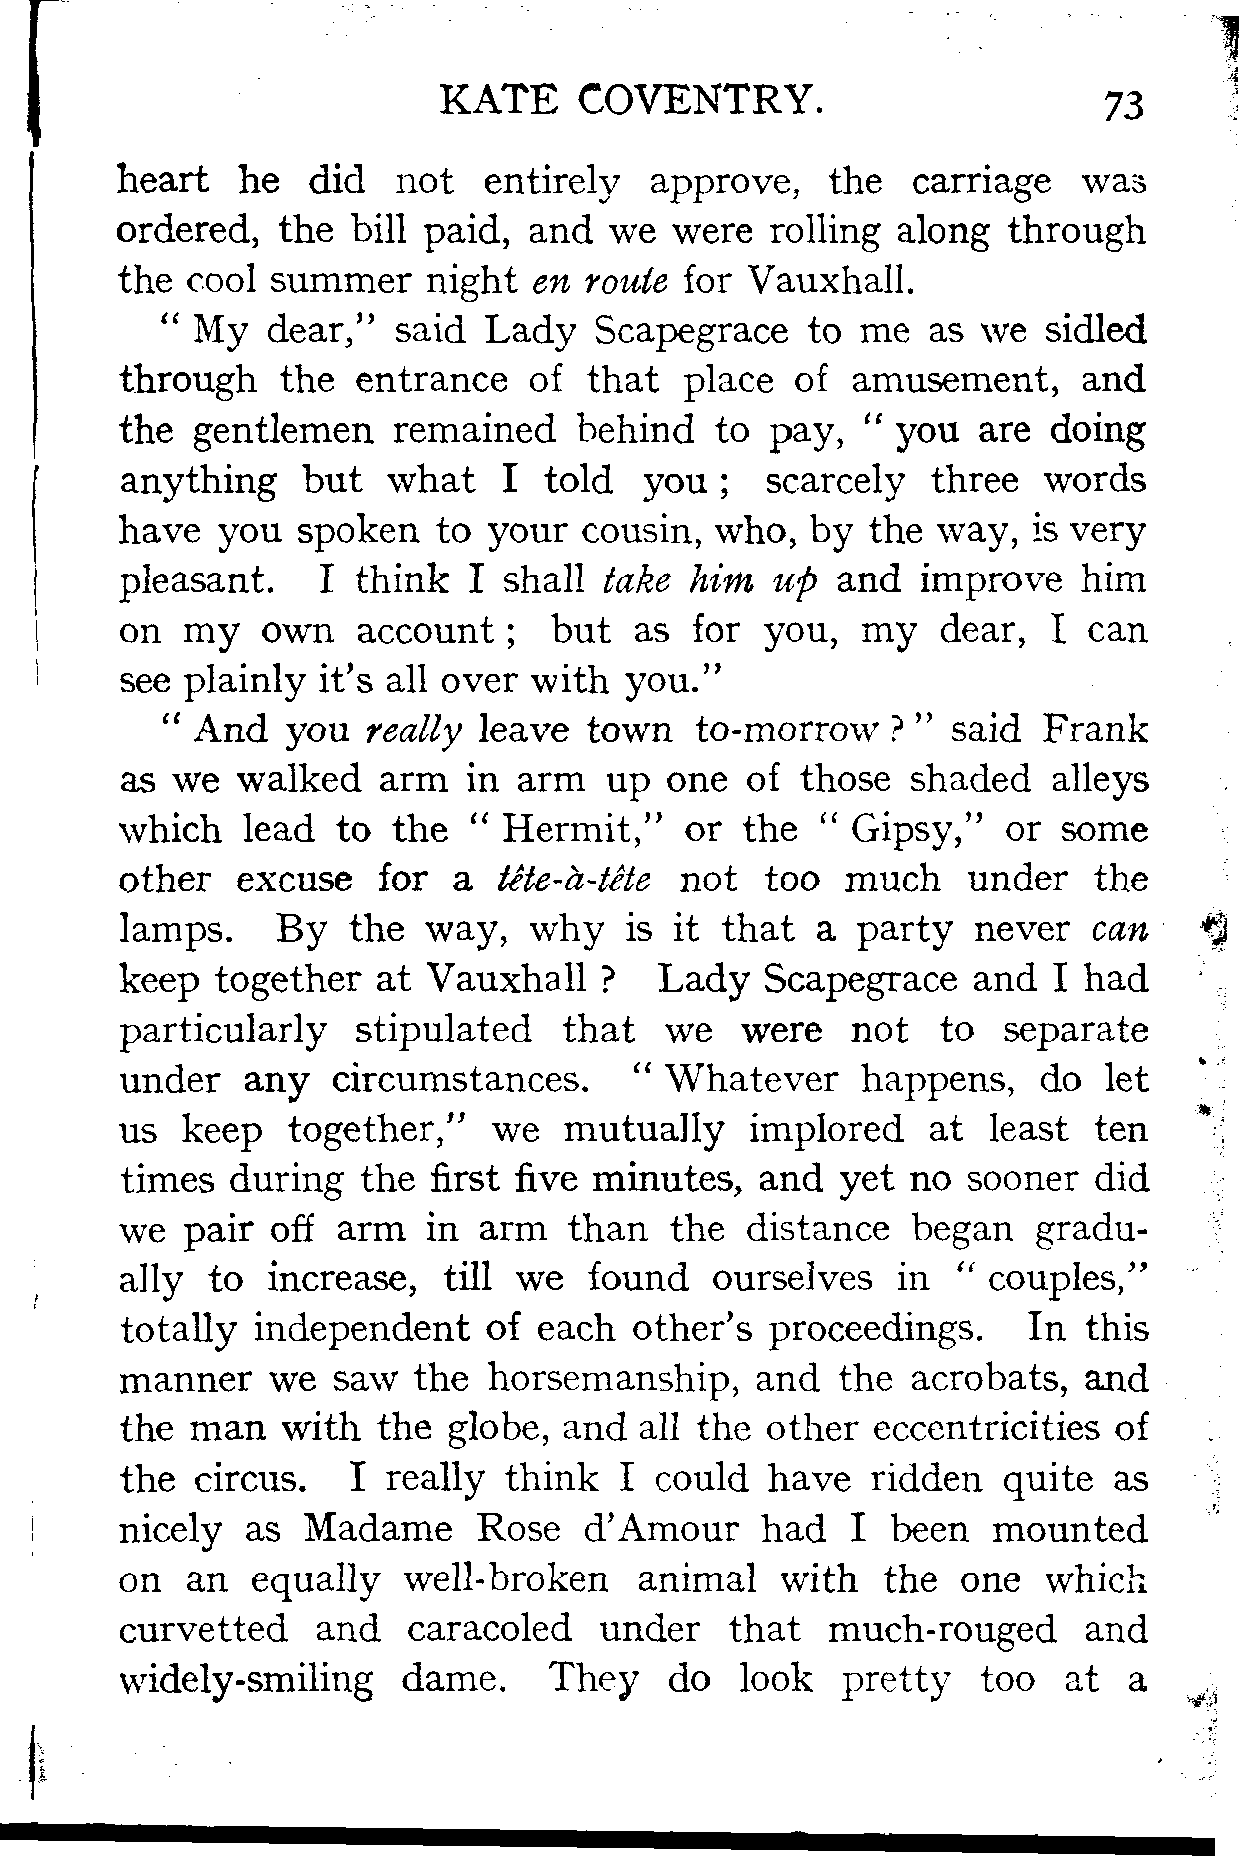 KATE COVENTRY. 73
heart he did not entirely approve, the carriage was
ordered, the bill paid, and we were rolling along through
the cool summer night en route for Vauxhall.
“ My dear,” said Lady Scapegrace to me as we sidled
through the entrance of that place of amusement, and
the gentlemen remained behind to pay, “ you are doing
anything but what I told you ; scarcely three words
have you spoken to your cousin, who, by the way, is very
pleasant. I think I shall take him up and improve him
on my own account ; but as for you, my dear, I can
see plainly it’s all over with you.”
“ And you really leave town to-morrow ? ” said Frank
as we walked arm in arm up one of those shaded alleys
which lead to the “ Hermit,” or the “ Gipsy,” or some
other excuse for a tête-à-tête not too much under the
lamps. By the way, why is it that a party never can
keep together at Vauxhall ? Lady Scapegrace and I had
particularly stipulated that we were not to separate
under any circumstances. “ Whatever happens, do let
us keep together,” we mutually implored at least ten
times during the first five minutes, and yet no sooner did
we pair off arm in arm than the distance began gradu-
ally to increase, till we found ourselves in “ couples,”
totally independent of each other’s proceedings. In this
manner we saw the horsemanship, and the acrobats, and
the man with the globe, and all the other eccentricities of
the circus. I really think I could have ridden quite as
nicely as Madame Rose d’Amour had I been mounted
on an equally well-broken animal with the one which
curvetted and caracoled under that much-rouged and
widely-smiling dame. They do look pretty too at a